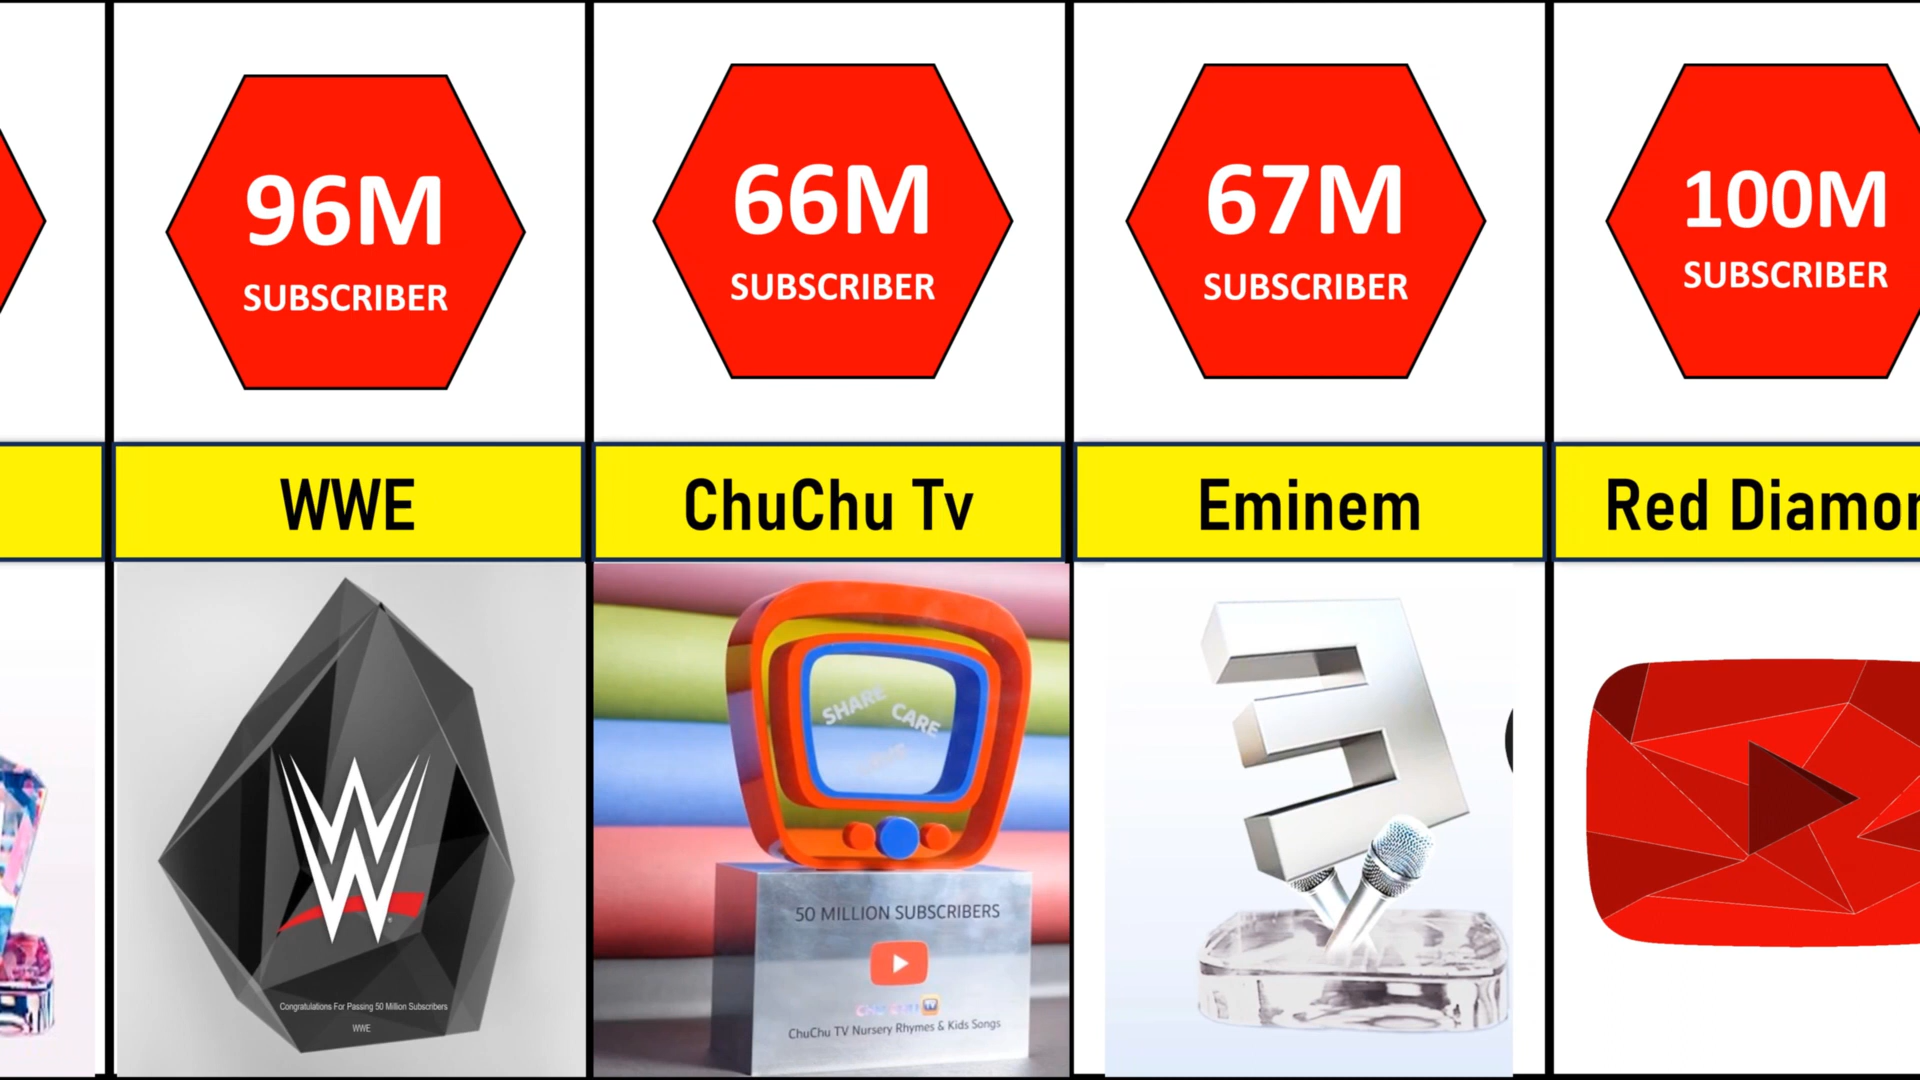 96M
SUBSCRIBER
66M
SUBSCRIBER
67M
SUBSCRIBER
100M
SUBSCRIBER
WWE
ChuChu Tv
Eminem
Red Diamon
W
Congratulations For Passing 50 Million Subscribers
WWE
SHARE
CARE
50 MILLION SUBSCRIBERS
TV
ChuChu TV Nursery Rhymes & Kids Songs